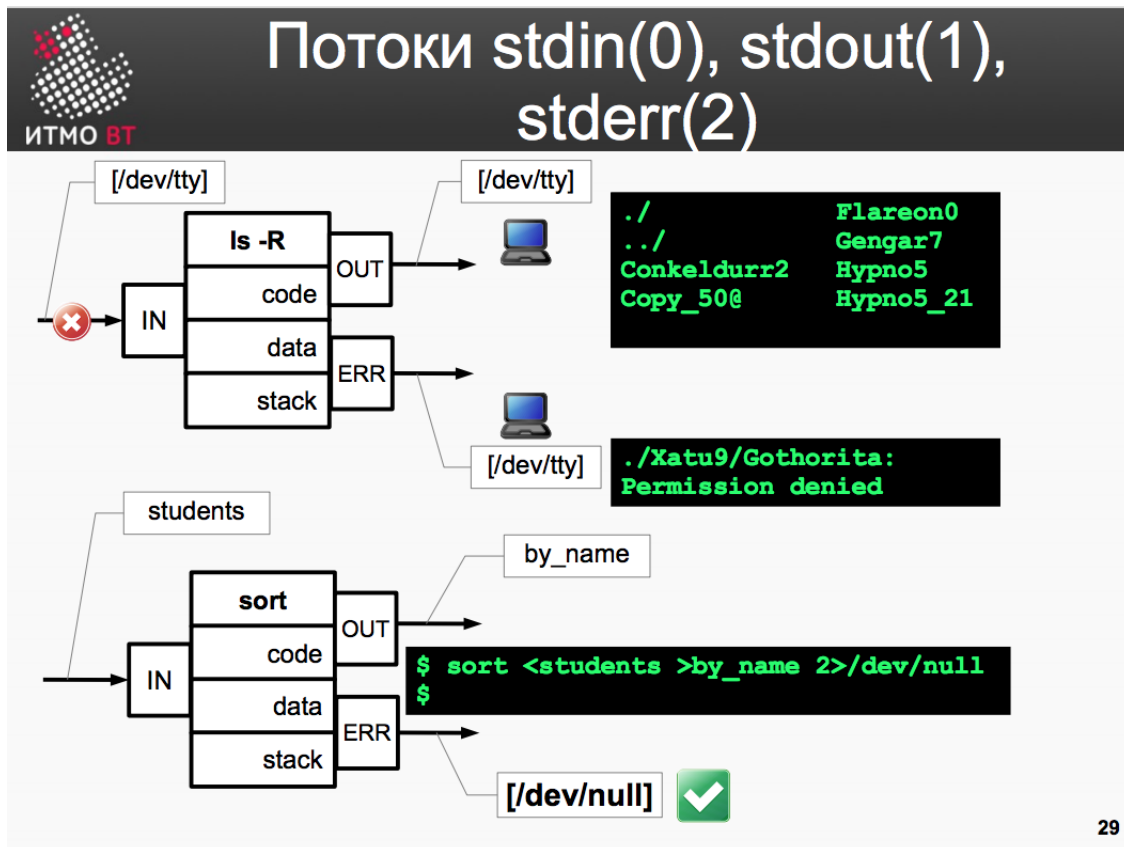 Потоки stdin(0), stdout(1),
stderr(2)
ИТМО ВТ
[/dev/tty]
[/dev/tty]
ls -R
code
data
stack
IN
OUT
ERR
./ Flareon0
../ Gengar7
Conkeldurr2 Hypno5
Copy_50@ Hypno5_21
[/dev/tty]
./Xatu9/Gothorita:
Permission denied
students
by_name
sort
code
data
stack
IN
OUT
ERR
$ sort <students >by_name 2>/dev/null
$
[/dev/null]
29